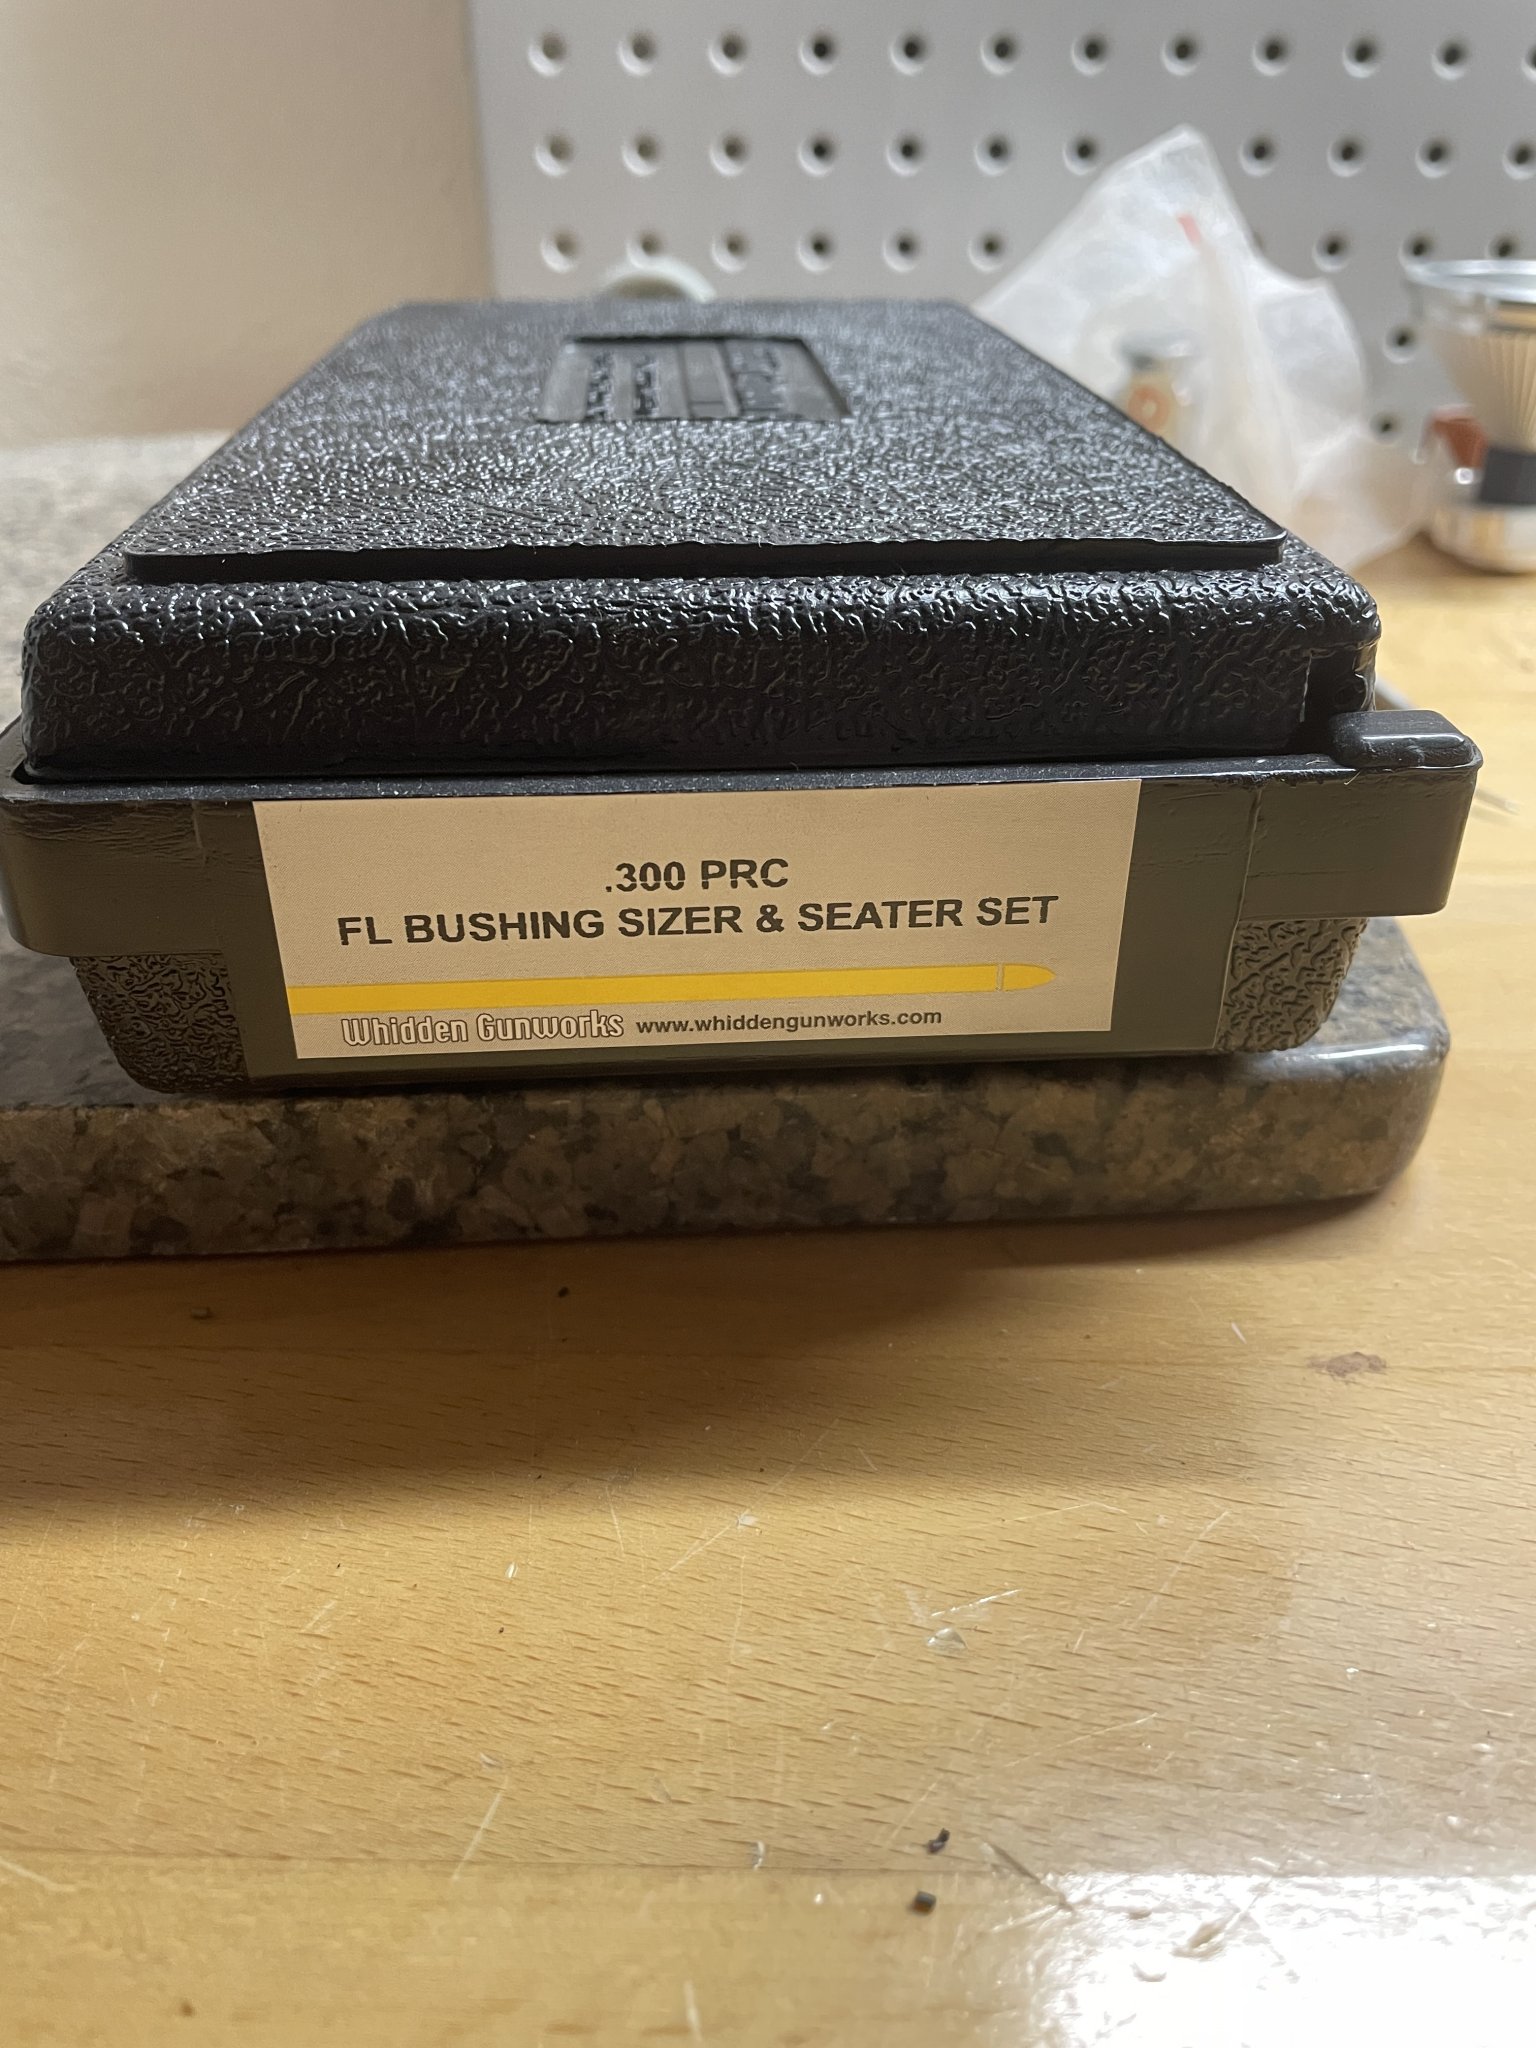 .300 PRC
FL BUSHING SIZER & SEATER SET
Whidden Gunworks www.whiddengunworks.com